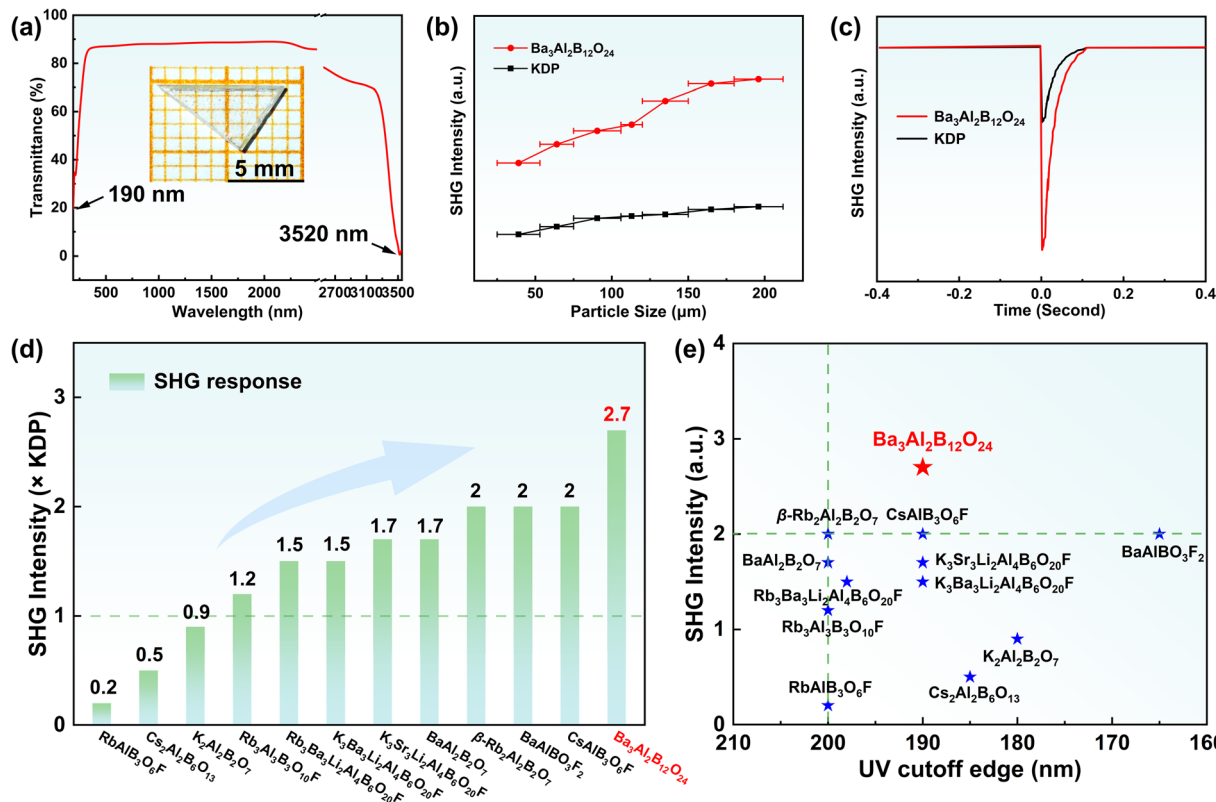 (a)
90
80
70
60
50
40
30
20
10
0
Transmittance (%)
190 nm
5 mm
3520 nm
500 1000 1500 2000 2700 3100 3500
Wavelength (nm)
(b)
Ba₃Al₂B₁₂O₂₄
KDP
SHG Intensity (a.u.)
50 100 150 200
Particle Size (μm)
(c)
Ba₃Al₂B₁₂O₂₄
KDP
SHG Intensity (a.u.)
-0.4 -0.2 0.0 0.2 0.4
Time (Second)
(d)
SHG response
3
2
1
0
SHG Intensity (× KDP)
0.2
0.5
0.9
1.2
1.5
1.5
1.7
1.7
2
2
2
2.7
RbAlB₃O₆F
Cs₂Al₂B₆O₁₃
K₂Al₂B₂O₇
Rb₃Al₃B₃O₁₀F
Rb₃Ba₃Li₂Al₄B₆O₂₀F
K₃Ba₃Li₂Al₄B₆O₂₀F
K₃Sr₃Li₂Al₄B₆O₂₀F
BaAl₂B₂O₇
β-Rb₂Al₂B₂O₇
BaAlBO₃F₂
CsAlB₃O₆F
Ba₃Al₂B₁₂O₂₄
(e)
4
3
2
1
0
SHG Intensity (a.u.)
Ba₃Al₂B₁₂O₂₄
β-Rb₂Al₂B₂O₇
CsAlB₃O₆F
BaAlBO₃F₂
BaAl₂B₂O₇
K₃Sr₃Li₂Al₄B₆O₂₀F
Rb₃Ba₃Li₂Al₄B₆O₂₀F
K₃Ba₃Li₂Al₄B₆O₂₀F
Rb₃Al₃B₃O₁₀F
K₂Al₂B₂O₇
RbAlB₃O₆F
Cs₂Al₂B₆O₁₃
210 200 190 180 170
UV cutoff edge (nm)